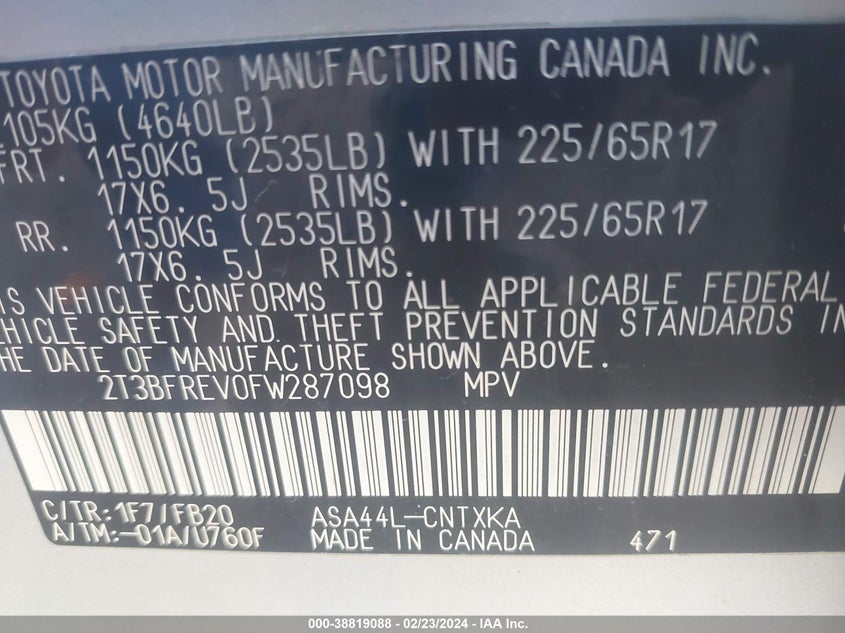 TOYOTA MOTOR MANUFACTURING CANADA INC.
105KG (4640LB)
FRT. 1150KG (2535LB) WITH 225/65R17
17X6. 5J RIMS.
RR. 1150KG (2535LB) WITH 225/65R17
17X6. 5J RIMS.
IS VEHICLE CONFORMS TO ALL APPLICABLE FEDERAL
EHICLE SAFETY AND THEFT PREVENTION STANDARDS IN
HE DATE OF MANUFACTURE SHOWN ABOVE.
2T3BFREV0FW287098 MPV
C/TR:1F7/FB20 ASA44L-CNTXKA
A/TM:-01A/U760F MADE IN CANADA 471
000-38819088 — 02/23/2024 — IAA Inc.